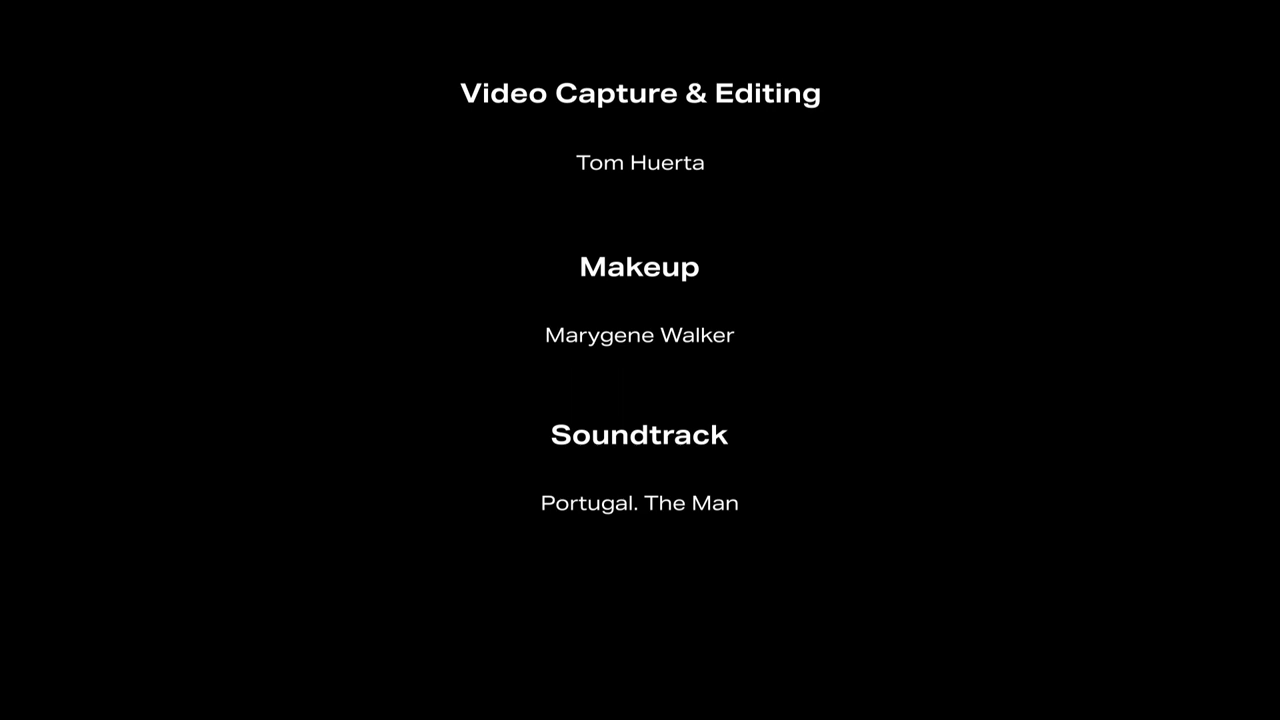 Video Capture & Editing
Tom Huerta
Makeup
Marygene Walker
Soundtrack
Portugal. The Man